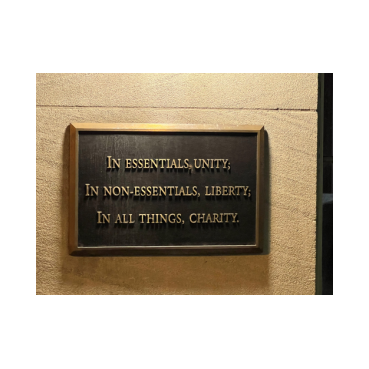 In essentials, unity;
In non-essentials, liberty;
In all things, charity.